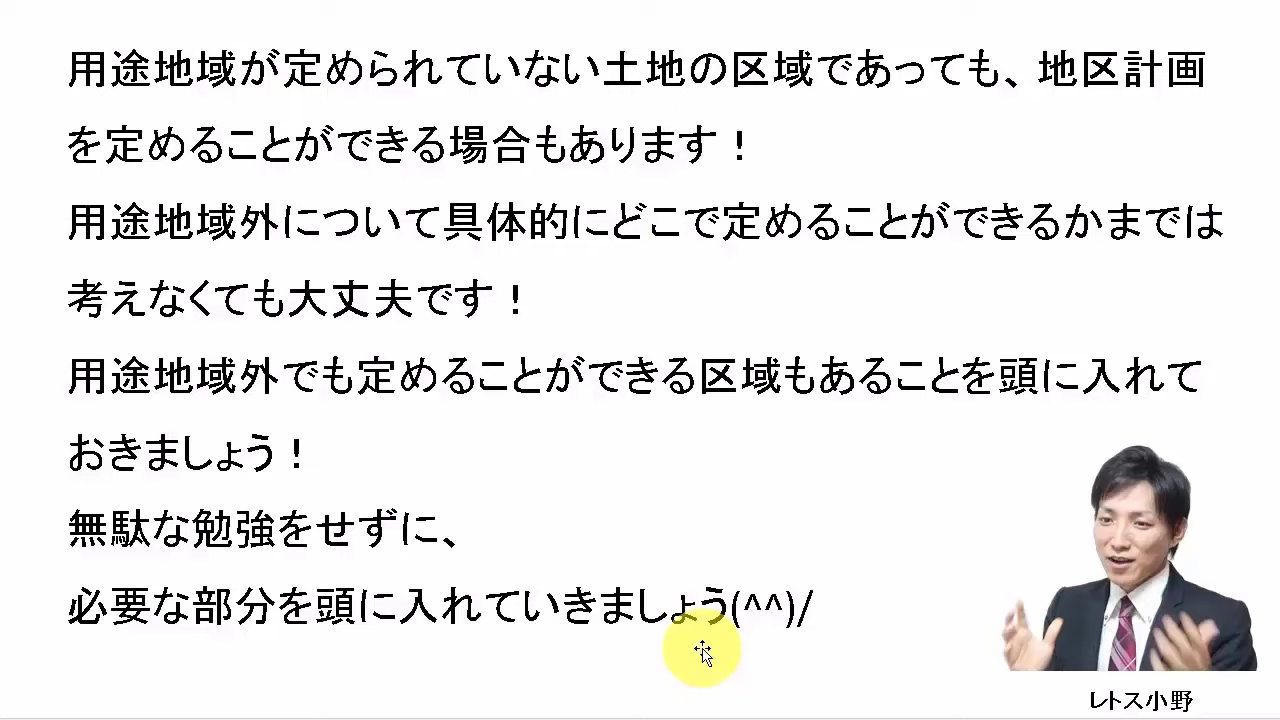 用途地域が定められていない土地の区域であっても、地区計画
を定めることができる場合もあります！
用途地域外について具体的にどこで定めることができるかまでは
考えなくても大丈夫です！
用途地域外でも定めることができる区域もあることを頭に入れて
おきましょう！
無駄な勉強をせずに、
必要な部分を頭に入れていきましょう(^^)/
レトス小野